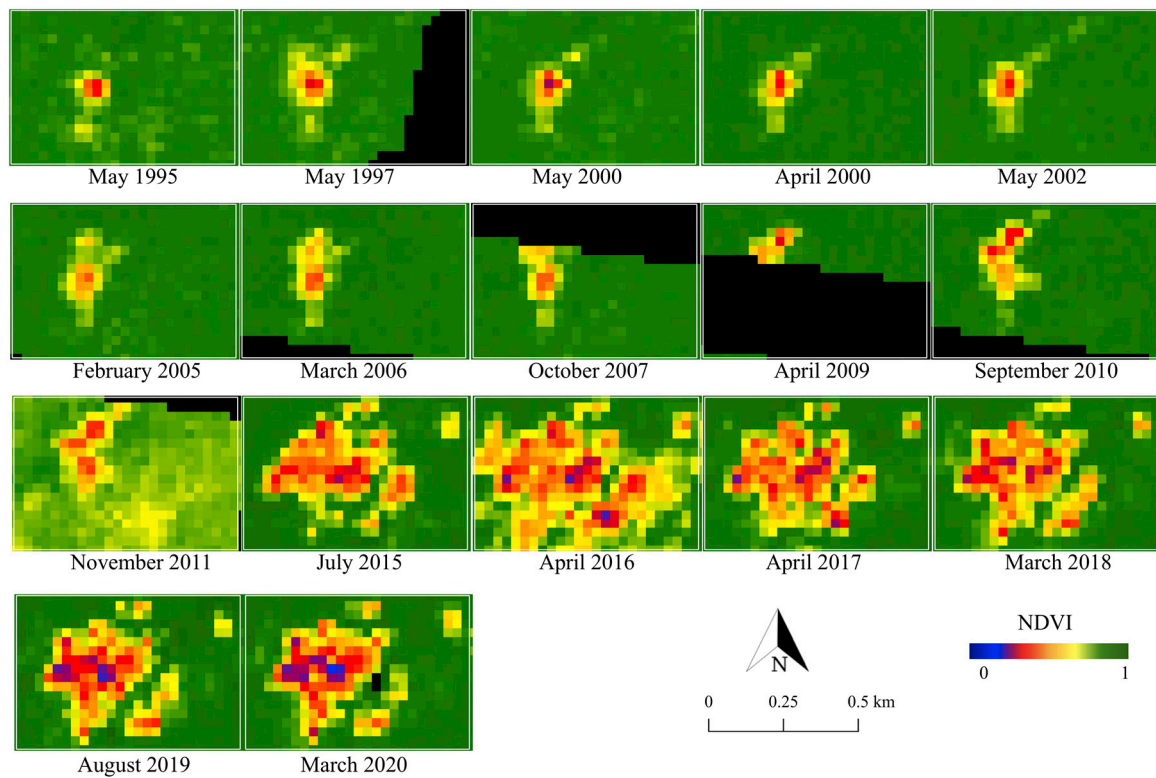 May 1995
May 1997
May 2000
April 2000
May 2002
February 2005
March 2006
October 2007
April 2009
September 2010
November 2011
July 2015
April 2016
April 2017
March 2018
August 2019
March 2020
N
0
0.25
0.5 km
NDVI
0
1